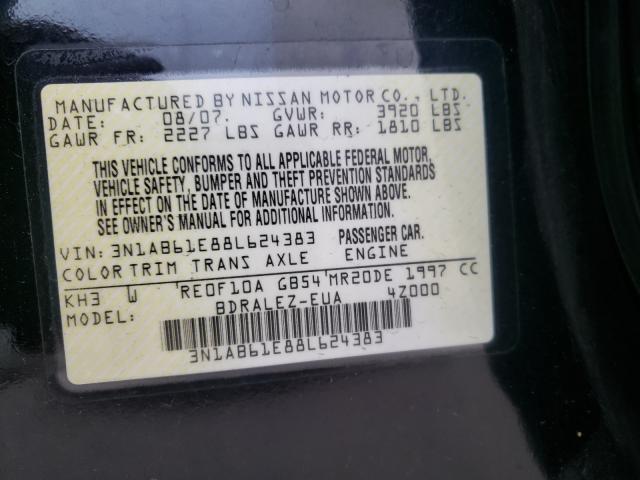 MANUFACTURED BY NISSAN MOTOR CO., LTD.
DATE: 08/07. GVWR: 3920 LBS
GAWR FR: 2227 LBS GAWR RR: 1810 LBS
THIS VEHICLE CONFORMS TO ALL APPLICABLE FEDERAL MOTOR,
VEHICLE SAFETY, BUMPER AND THEFT PREVENTION STANDARDS
IN EFFECT ON THE DATE OF MANUFACTURE SHOWN ABOVE.
SEE OWNER'S MANUAL FOR ADDITIONAL INFORMATION.
VIN: 3N1AB61E88L624383 PASSENGER CAR.
COLOR TRIM TRANS AXLE ENGINE
KH3 W RE0F10A GB54 MR20DE 1997 CC
MODEL: BDRALEZ-EUA 4Z000
3N1AB61E88L624383